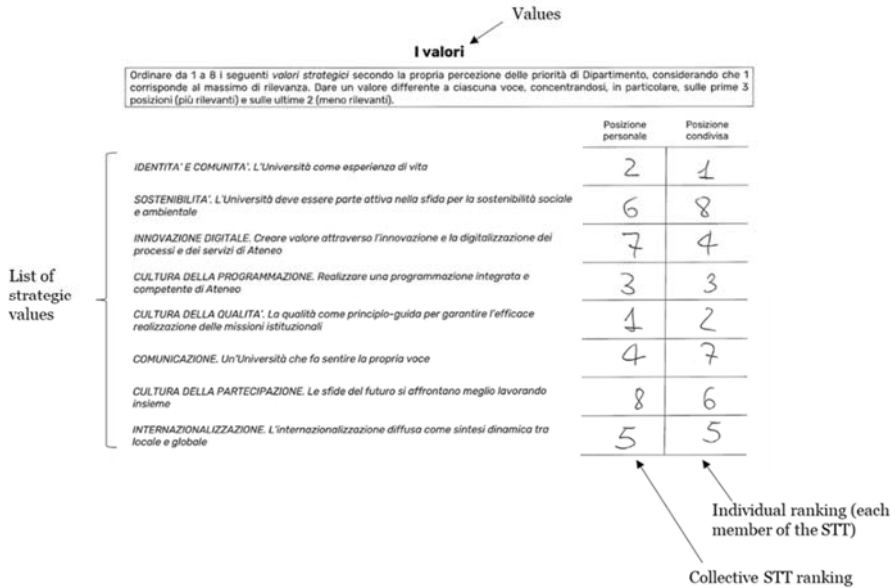 Values
I valori
Ordinare da 1 a 8 i seguenti valori strategici secondo la propria percezione delle priorità di Dipartimento, considerando che 1
corrisponde al massimo di rilevanza. Dare un valore differente a ciascuna voce, concentrandosi, in particolare, sulle prime 3
posizioni (più rilevanti) e sulle ultime 2 (meno rilevanti).
Posizione personale Posizione condivisa
IDENTITA' E COMUNITA'. L'Università come esperienza di vita 2 1
SOSTENIBILITA'. L'Università deve essere parte attiva nella sfida per la sostenibilità sociale
e ambientale 6 8
INNOVAZIONE DIGITALE. Creare valore attraverso l'innovazione e la digitalizzazione dei
processi e dei servizi di Ateneo 7 4
List of
strategic
values
CULTURA DELLA PROGRAMMAZIONE. Realizzare una programmazione integrata e
competente di Ateneo 3 3
CULTURA DELLA QUALITA'. La qualità come principio-guida per garantire l'efficace
realizzazione delle missioni istituzionali 1 2
COMUNICAZIONE. Un'Università che fa sentire la propria voce 4 7
CULTURA DELLA PARTECIPAZIONE. Le sfide del futuro si affrontano meglio lavorando
insieme 8 6
INTERNAZIONALIZZAZIONE. L'internazionalizzazione diffusa come sintesi dinamica tra
locale e globale 5 5
Individual ranking (each
member of the STT)
Collective STT ranking